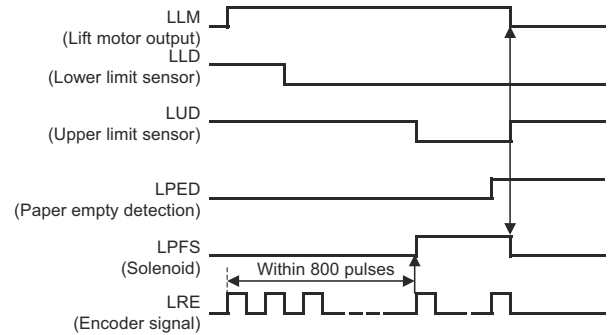 LLM
(Lift motor output)
LLD
(Lower limit sensor)
LUD
(Upper limit sensor)
LPED
(Paper empty detection)
LPFS
(Solenoid)
Within 800 pulses
LRE
(Encoder signal)